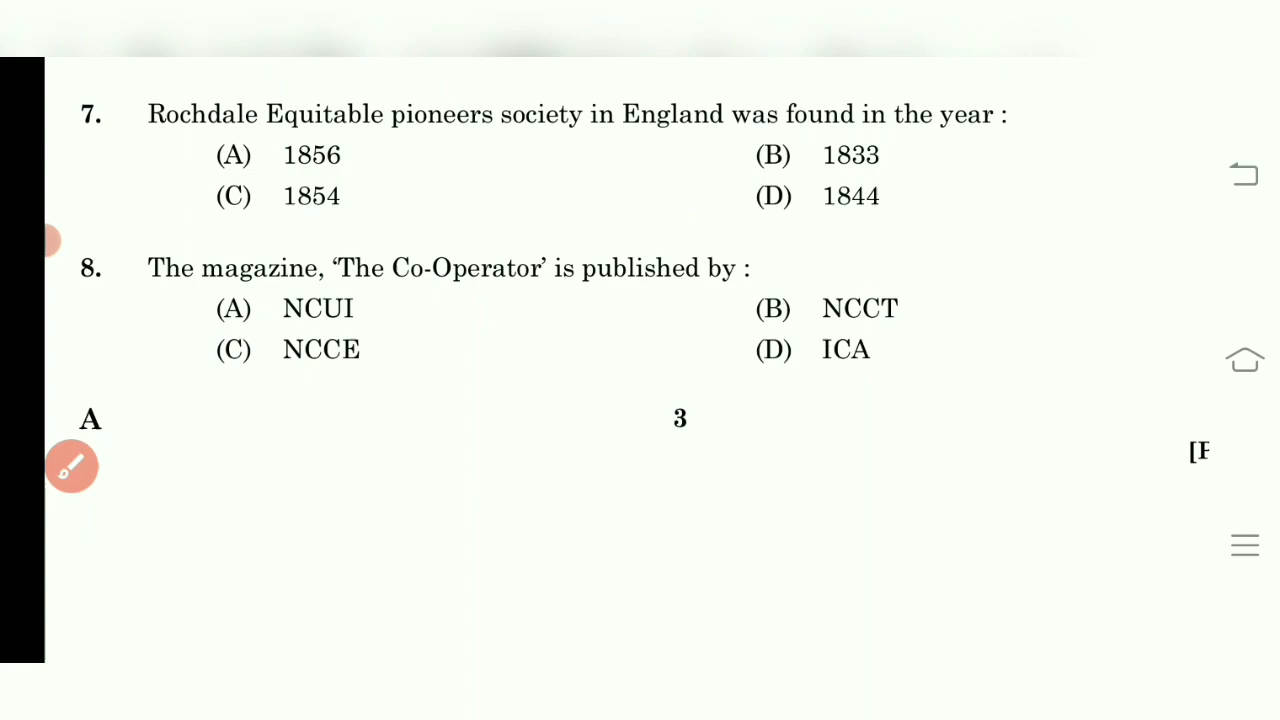 7. Rochdale Equitable pioneers society in England was found in the year :
(A) 1856 (B) 1833
(C) 1854 (D) 1844
8. The magazine, ‘The Co-Operator’ is published by :
(A) NCUI (B) NCCT
(C) NCCE (D) ICA
A 3